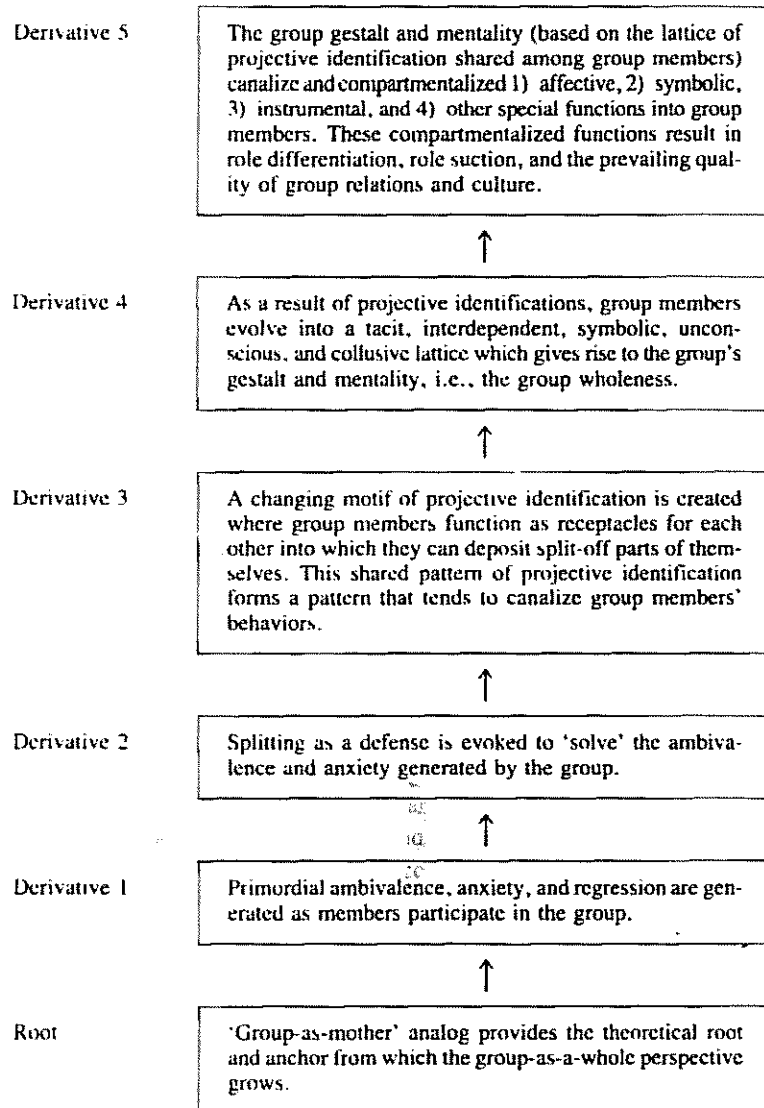 Derivative 5
The group gestalt and mentality (based on the lattice of
projective identification shared among group members)
canalize and compartmentalized 1) affective, 2) symbolic,
3) instrumental, and 4) other special functions into group
members. These compartmentalized functions result in
role differentiation, role suction, and the prevailing qual-
ity of group relations and culture.
Derivative 4
As a result of projective identifications, group members
evolve into a tacit, interdependent, symbolic, uncon-
scious, and collusive lattice which gives rise to the group's
gestalt and mentality, i.e., the group wholeness.
Derivative 3
A changing motif of projective identification is created
where group members function as receptacles for each
other into which they can deposit split-off parts of them-
selves. This shared pattern of projective identification
forms a pattern that tends to canalize group members'
behaviors.
Derivative 2
Splitting as a defense is evoked to 'solve' the ambiva-
lence and anxiety generated by the group.
Derivative 1
Primordial ambivalence, anxiety, and regression are gen-
erated as members participate in the group.
Root
'Group-as-mother' analog provides the theoretical root
and anchor from which the group-as-a-whole perspective
grows.